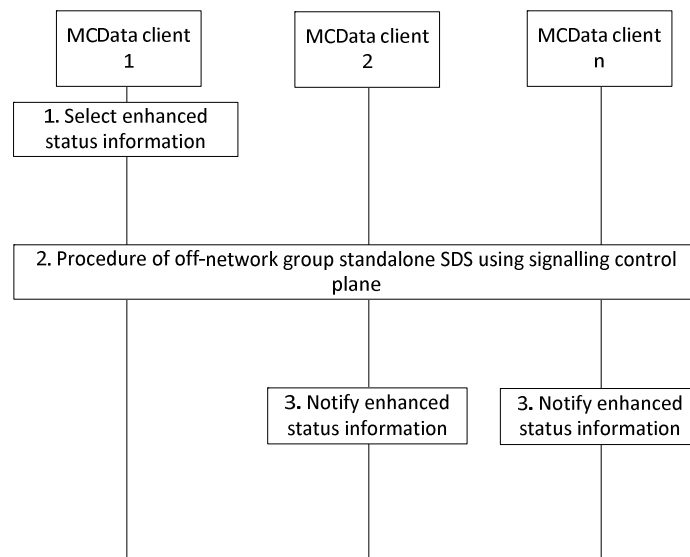 MCData client
1
MCData client
2
MCData client
n
1. Select enhanced
status information
2. Procedure of off-network group standalone SDS using signalling control
plane
3. Notify enhanced
status information
3. Notify enhanced
status information